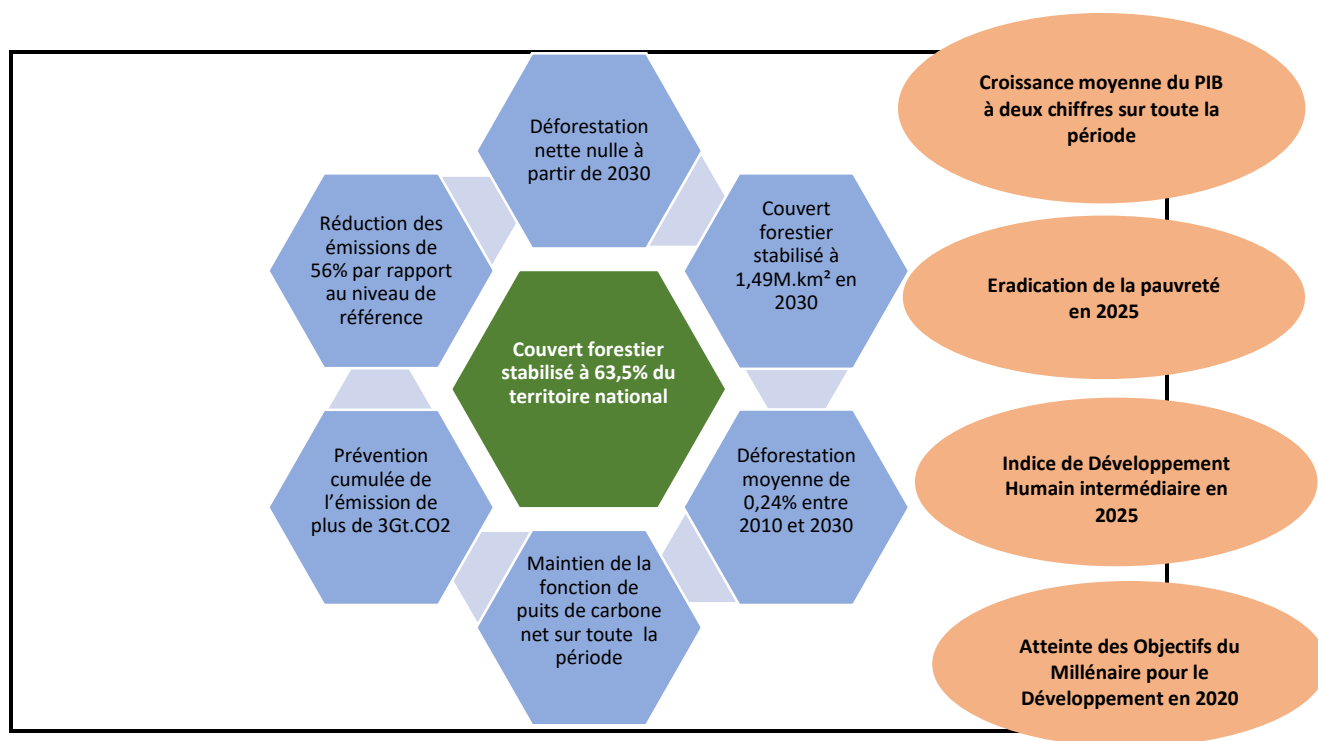 Déforestation
nette nulle à
partir de 2030
Couvert
forestier
stabilisé à
1,49M.km² en
2030
Déforestation
moyenne de
0,24% entre
2010 et 2030
Maintien de la
fonction de
puits de carbone
net sur toute la
période
Prévention
cumulée de
l’émission de
plus de 3Gt.CO2
Réduction des
émissions de
56% par rapport
au niveau de
référence
Couvert forestier
stabilisé à 63,5% du
territoire national
Croissance moyenne du PIB
à deux chiffres sur toute la
période
Eradication de la pauvreté
en 2025
Indice de Développement
Humain intermédiaire en
2025
Atteinte des Objectifs du
Millénaire pour le
Développement en 2020